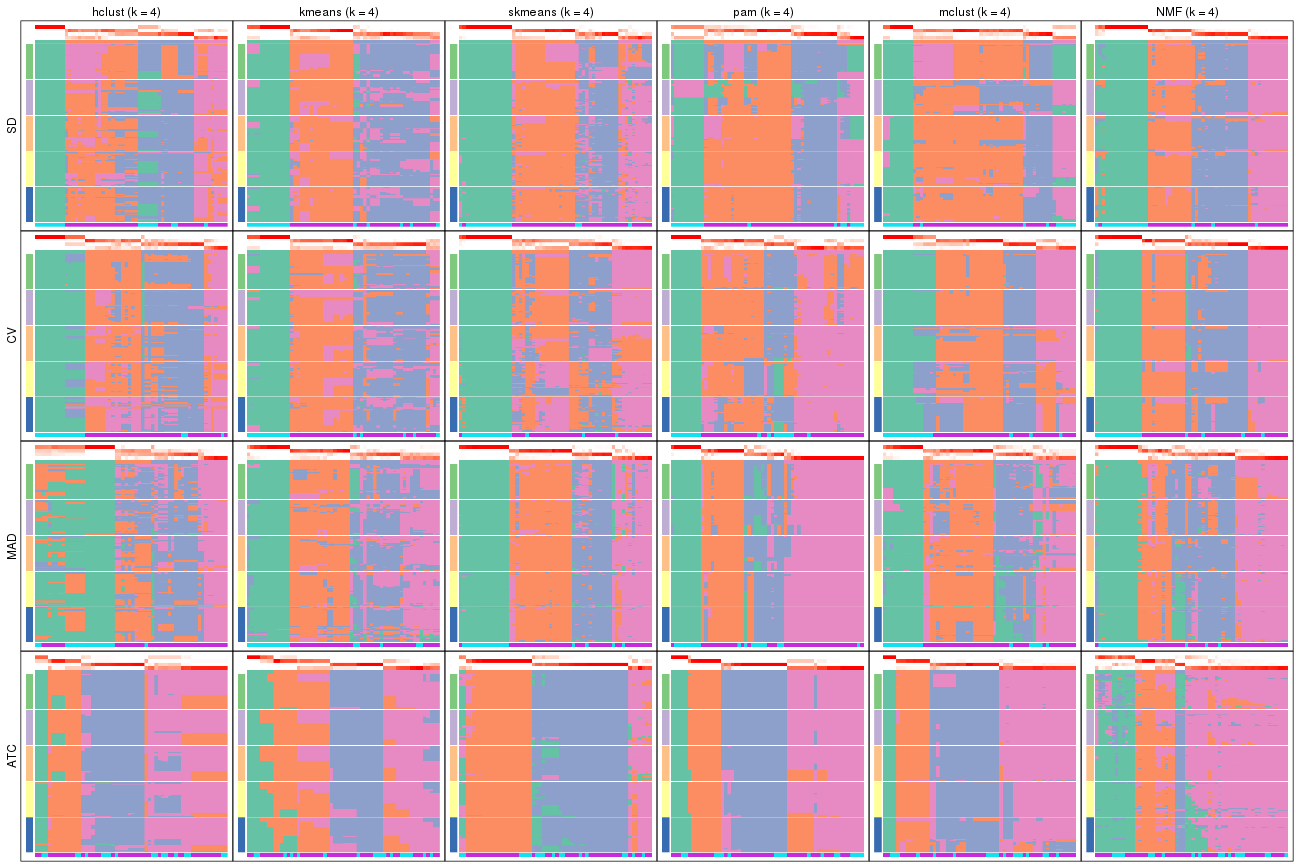 hclust (k = 4) kmeans (k = 4) skmeans (k = 4) pam (k = 4) mclust (k = 4) NMF (k = 4)
SD
CV
MAD
ATC